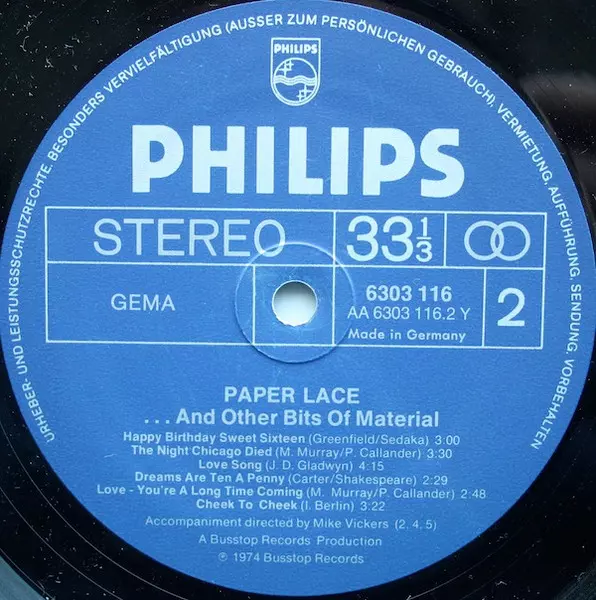 URHEBER- UND LEISTUNGSSCHUTZRECHTE, BESONDERS VERVIELFÄLTIGUNG (AUSSER ZUM PERSÖNLICHEN GEBRAUCH), VERMIETUNG, AUFFÜHRUNG, SENDUNG, VORBEHALTEN
PHILIPS
PHILIPS
STEREO 33 1/3
GEMA
6303 116
AA 6303 116.2 Y
Made in Germany
2
PAPER LACE
...And Other Bits Of Material
Happy Birthday Sweet Sixteen (Greenfield/Sedaka) 3:00
The Night Chicago Died (M. Murray/P. Callander) 3:30
Love Song (J. D. Gladwyn) 4:15
Dreams Are Ten A Penny (Carter/Shakespeare) 2:29
Love - You're A Long Time Coming (M. Murray/P. Callander) 2:48
Cheek To Cheek (I. Berlin) 3:22
Accompaniment directed by Mike Vickers (2, 4, 5)
A Busstop Records Production
℗ 1974 Busstop Records